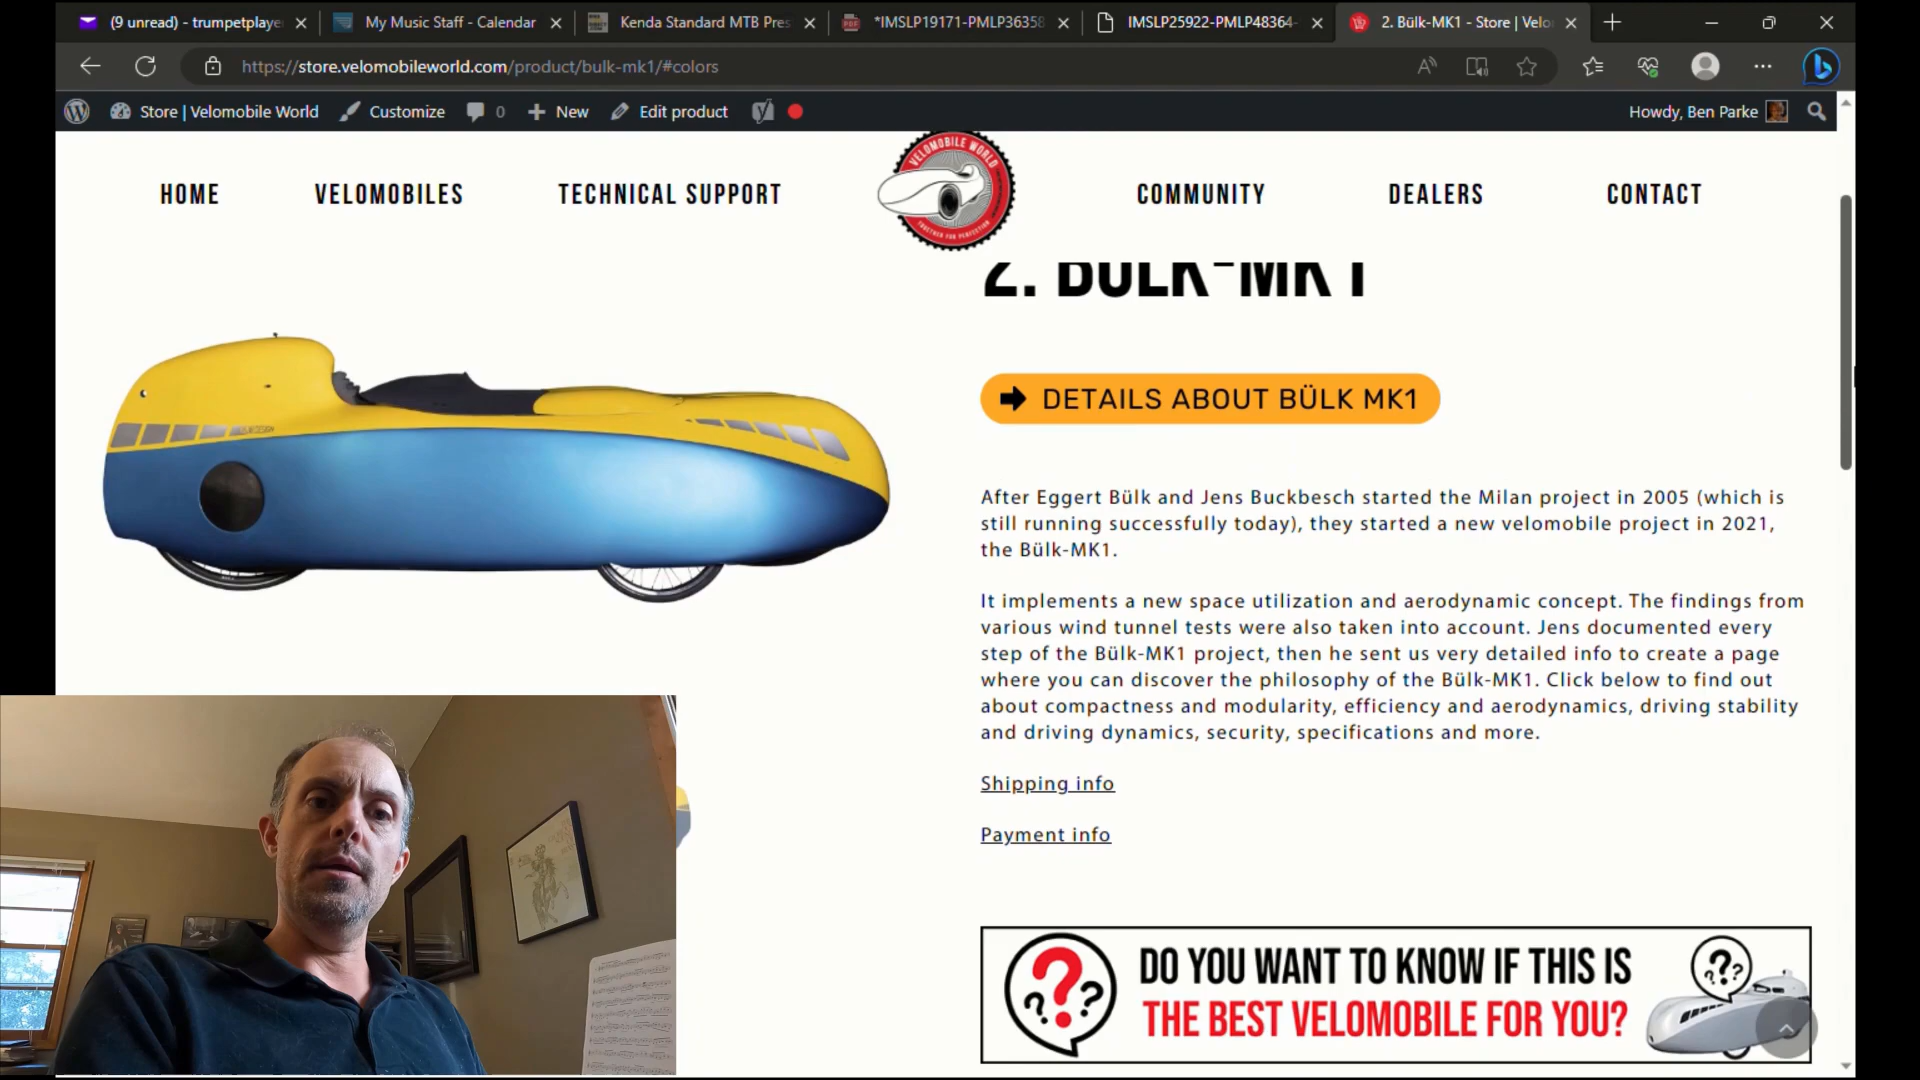 (9 unread) - trumpetplaye
My Music Staff - Calendar
Kenda Standard MTB Pres
*IMSLP19171-PMLP36358
IMSLP25922-PMLP48364-
2. Bülk-MK1 - Store | Velo
https://store.velomobileworld.com/product/bulk-mk1/#colors
Store | Velomobile World
Customize
0
New
Edit product
Howdy, Ben Parke
HOME
VELOMOBILES
TECHNICAL SUPPORT
VELOMOBILE WORLD
TOGETHER FOR PERFECTION
COMMUNITY
DEALERS
CONTACT
2. BÜLK-MK1
DETAILS ABOUT BÜLK MK1
After Eggert Bülk and Jens Buckbesch started the Milan project in 2005 (which is
still running successfully today), they started a new velomobile project in 2021,
the Bülk-MK1.
It implements a new space utilization and aerodynamic concept. The findings from
various wind tunnel tests were also taken into account. Jens documented every
step of the Bülk-MK1 project, then he sent us very detailed info to create a page
where you can discover the philosophy of the Bülk-MK1. Click below to find out
about compactness and modularity, efficiency and aerodynamics, driving stability
and driving dynamics, security, specifications and more.
Shipping info
Payment info
DO YOU WANT TO KNOW IF THIS IS
THE BEST VELOMOBILE FOR YOU?